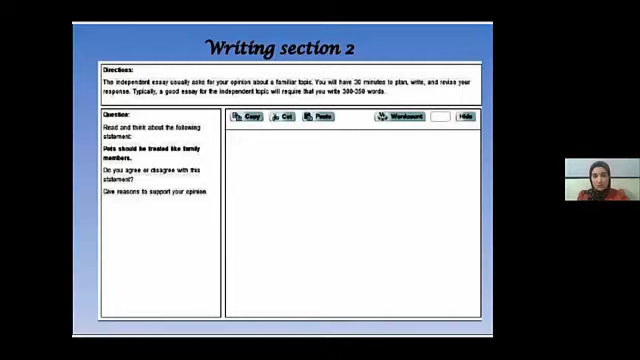 Writing section 2
Directions:
The independent essay usually asks for your opinion about a familiar topic. You will have 30 minutes to plan, write, and revise your
response. Typically, a good essay for the independent topic will require that you write 300-350 words.
Question:
Read and think about the following
statement:
Pets should be treated like family
members.
Do you agree or disagree with this
statement?
Give reasons to support your opinion.
Copy Cut Paste Wordcount Hide